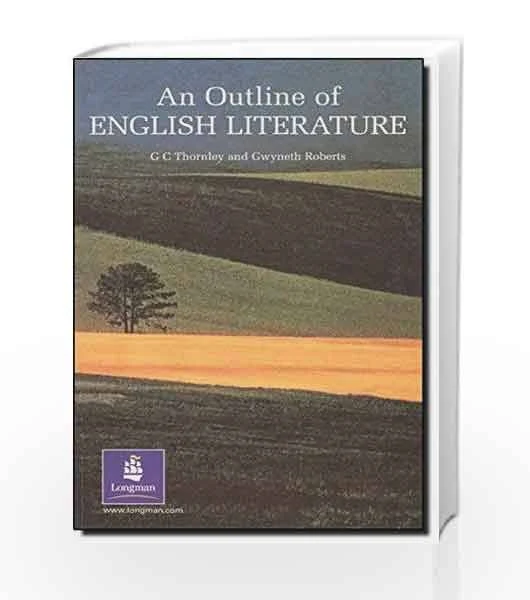 An Outline of
ENGLISH LITERATURE
G C Thornley and Gwyneth Roberts
Longman
www.longman.com